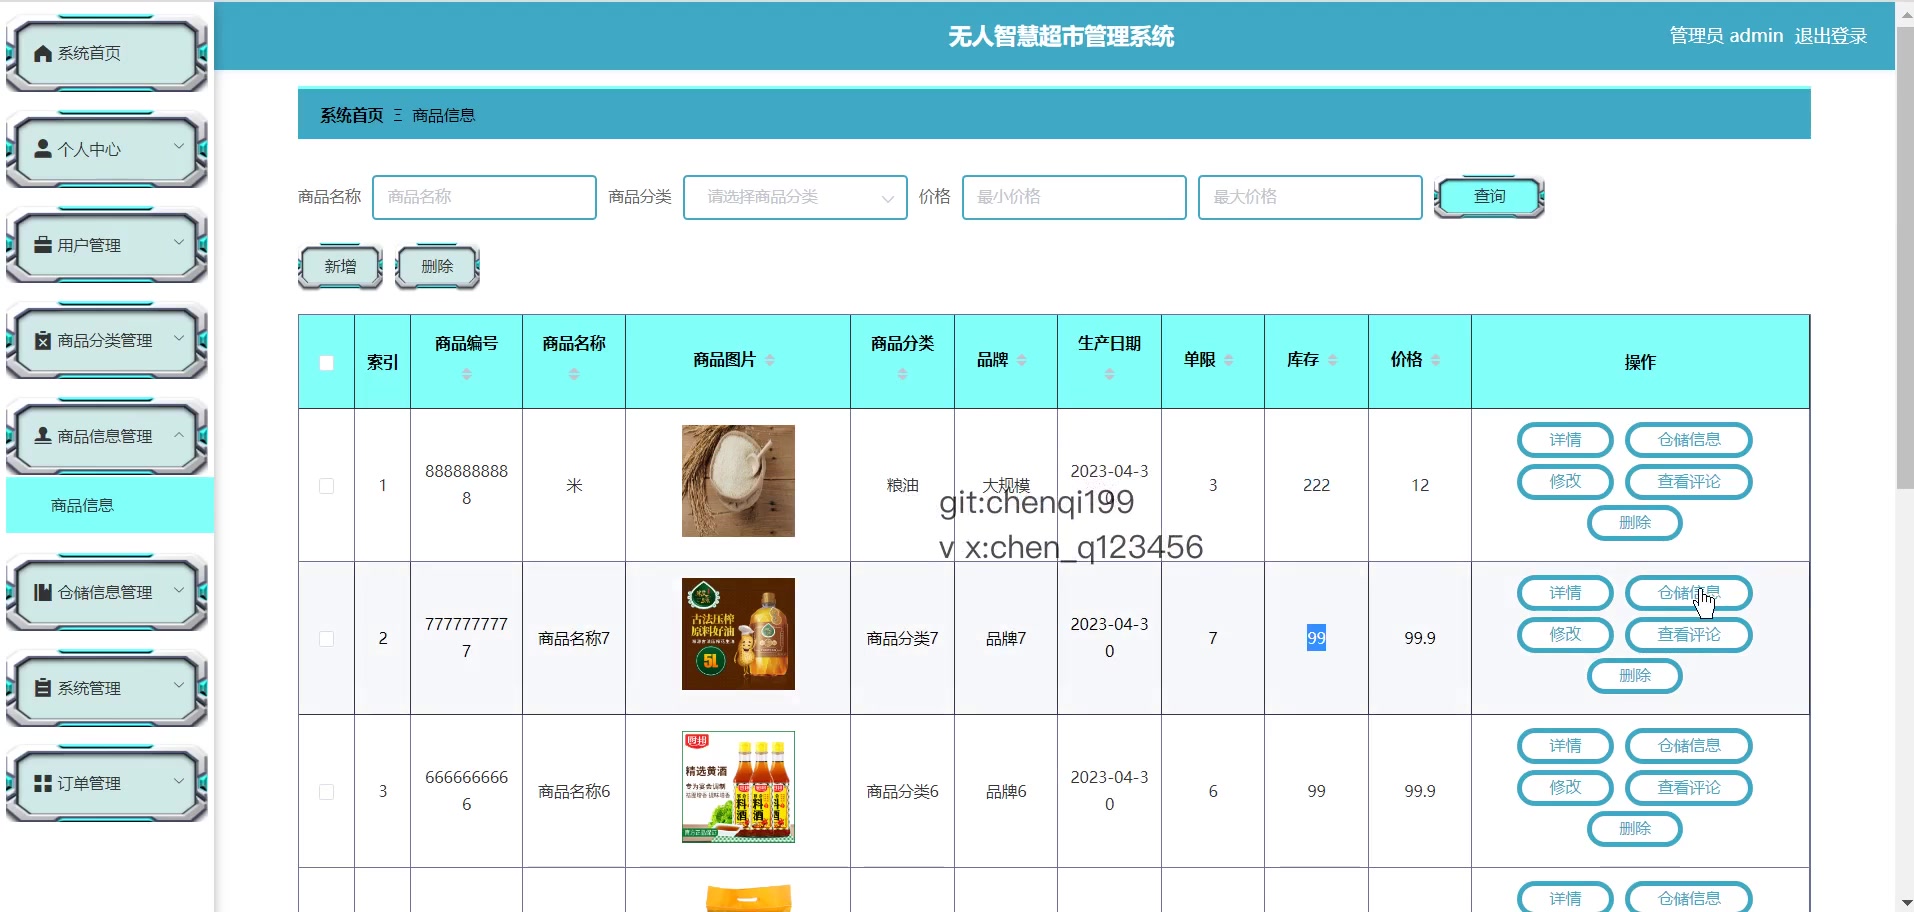 无人智慧超市管理系统
管理员 admin 退出登录
系统首页
个人中心
用户管理
商品分类管理
商品信息管理
商品信息
仓储信息管理
系统管理
订单管理
系统首页 Ξ 商品信息
商品名称 商品名称 商品分类 请选择商品分类 价格 最小价格 最大价格 查询
新增 删除
索引 商品编号 商品名称 商品图片 商品分类 品牌 生产日期 单限 库存 价格 操作
1 8888888888 米 粮油 大规模 2023-04-30 3 222 12
详情 仓储信息
修改 查看评论
删除
git:chenqi199
v x:chen_q123456
2 7777777777 商品名称7 商品分类7 品牌7 2023-04-30 7 99 99.9
古法压榨
原料好油
5L
详情 仓储信息
修改 查看评论
删除
3 6666666666 商品名称6 商品分类6 品牌6 2023-04-30 6 99 99.9
厨邦
精选黄酒
料酒
料酒
料酒
详情 仓储信息
修改 查看评论
删除
详情 仓储信息